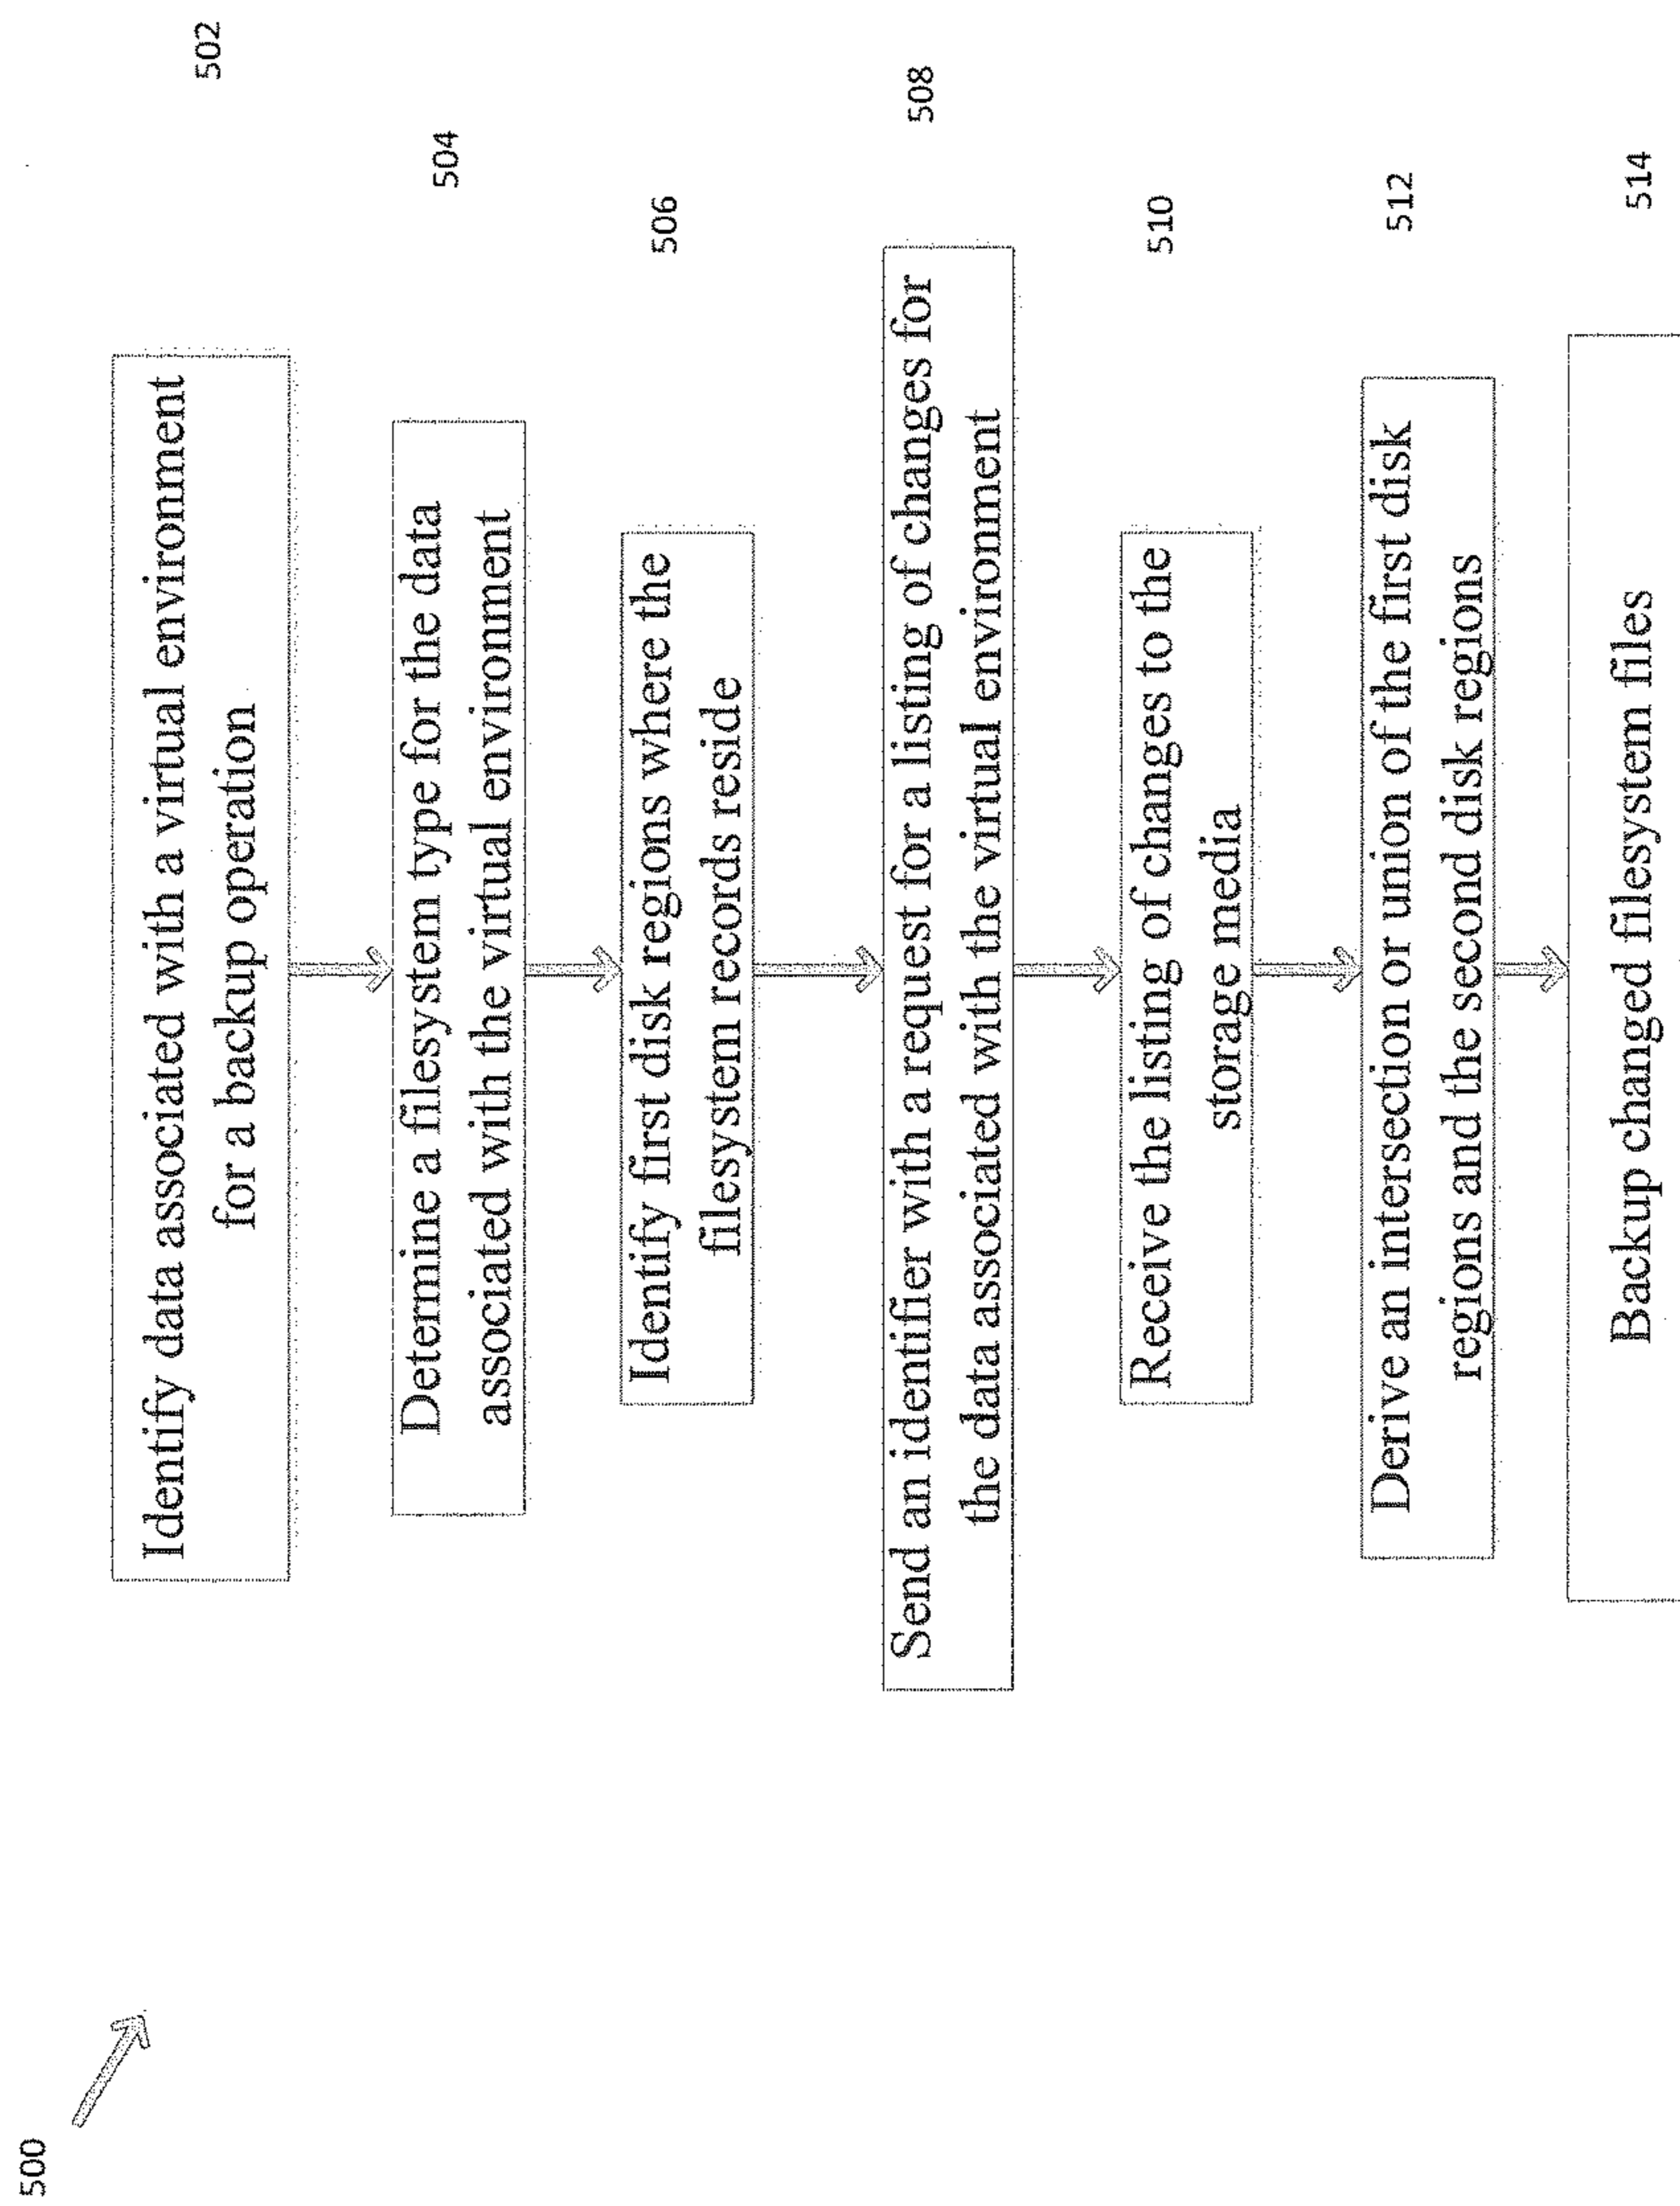 500
Identify data associated with a virtual environment
for a backup operation
502
Determine a filesystem type for the data
associated with the virtual environment
504
Identify first disk regions where the
filesystem records reside
506
Send an identifier with a request for a listing of changes for
the data associated with the virtual environment
508
Receive the listing of changes to the
storage media
510
Derive an intersection or union of the first disk
regions and the second disk regions
512
Backup changed filesystem files
514